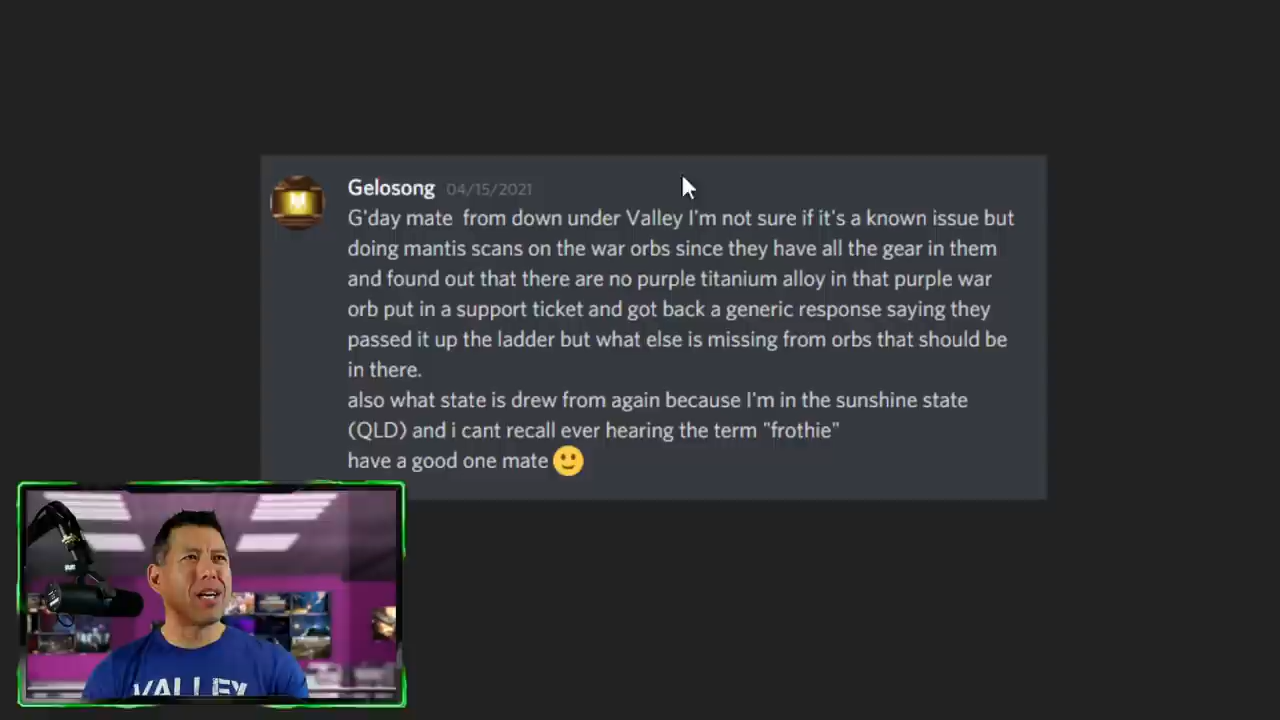 Gelosong 04/15/2021
G'day mate from down under Valley I'm not sure if it's a known issue but
doing mantis scans on the war orbs since they have all the gear in them
and found out that there are no purple titanium alloy in that purple war
orb put in a support ticket and got back a generic response saying they
passed it up the ladder but what else is missing from orbs that should be
in there.
also what state is drew from again because I'm in the sunshine state
(QLD) and i cant recall ever hearing the term "frothie"
have a good one mate 🙂
VALLEY